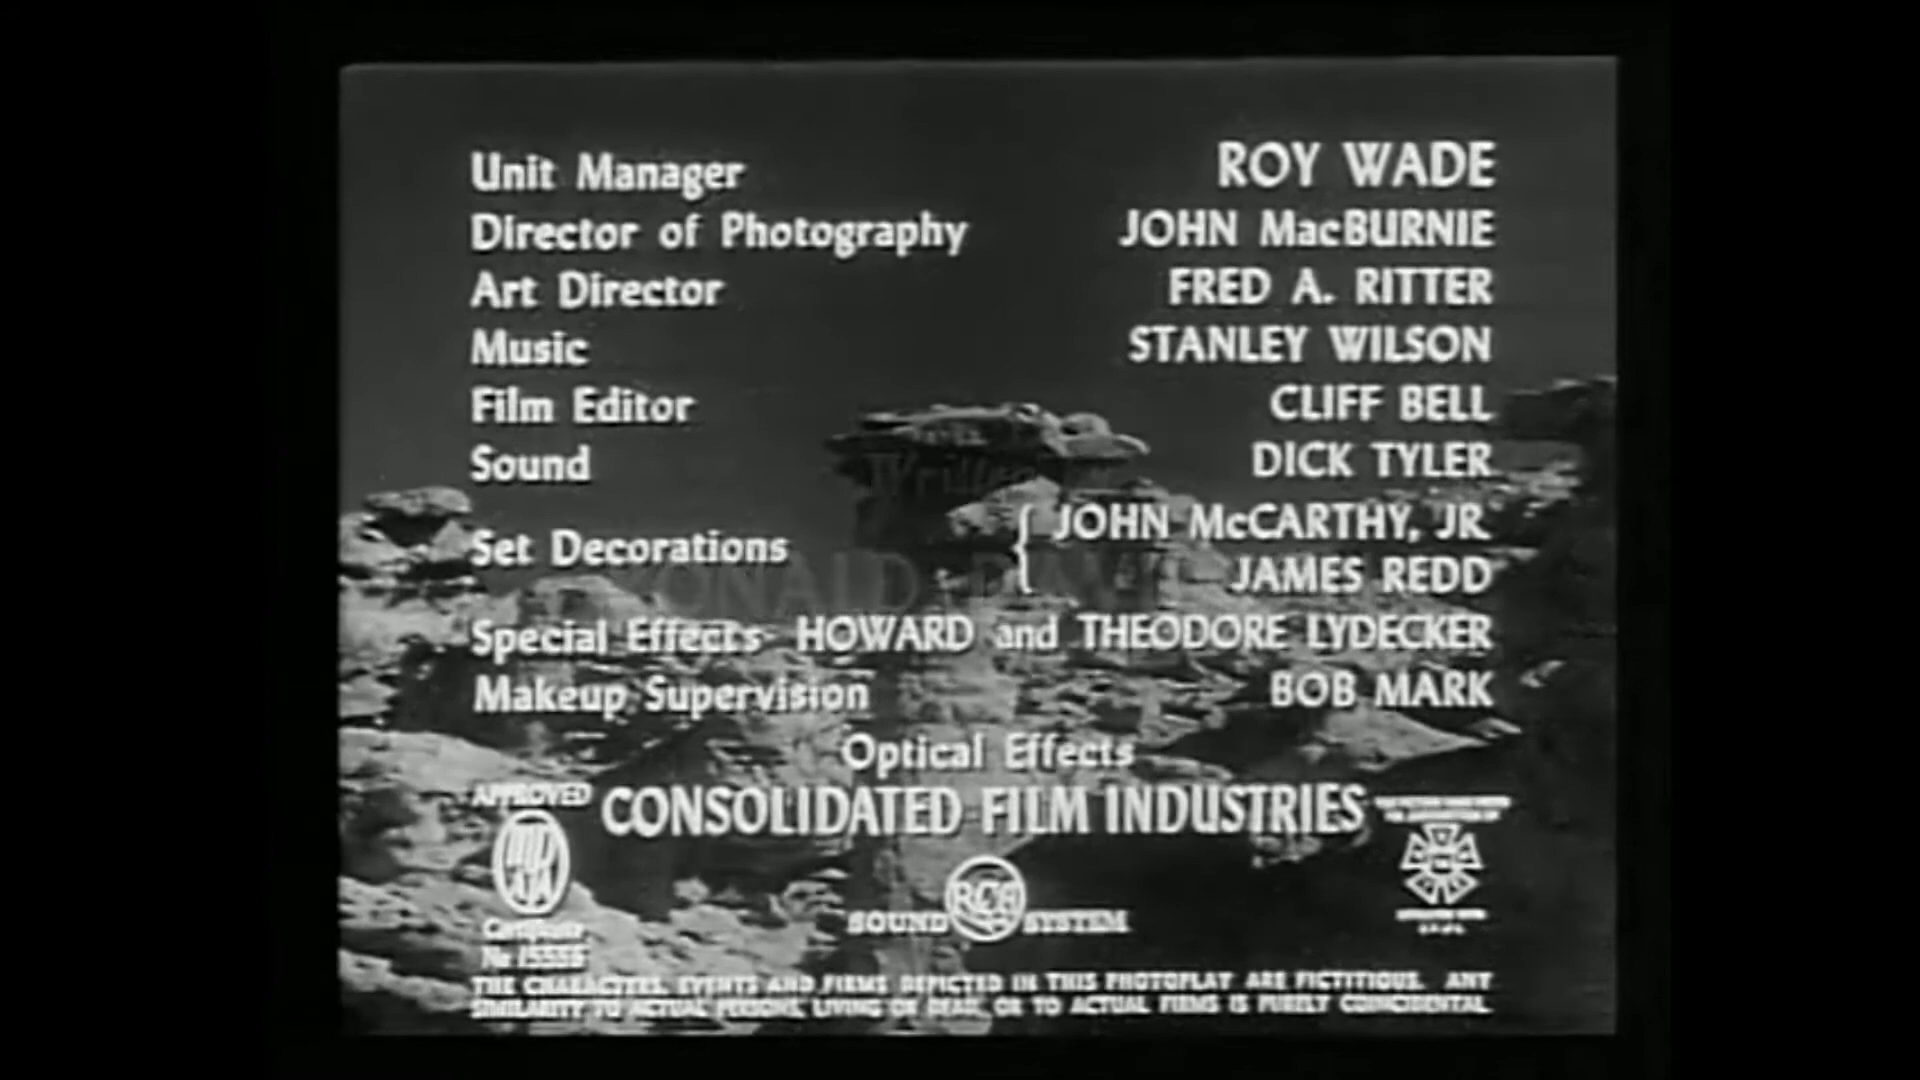 Unit Manager ROY WADE
Director of Photography JOHN MacBURNIE
Art Director FRED A. RITTER
Music STANLEY WILSON
Film Editor CLIFF BELL
Sound DICK TYLER
Set Decorations { JOHN McCARTHY, JR.
JAMES REDD
Special Effects HOWARD and THEODORE LYDECKER
Makeup Supervision BOB MARK
Optical Effects
CONSOLIDATED FILM INDUSTRIES
APPROVED
Certificate
No 15555
SOUND RCA SYSTEM
THE CHARACTERS, EVENTS AND FIRMS DEPICTED IN THIS PHOTOPLAY ARE FICTITIOUS. ANY
SIMILARITY TO ACTUAL PERSONS, LIVING OR DEAD, OR TO ACTUAL FIRMS IS PURELY COINCIDENTAL